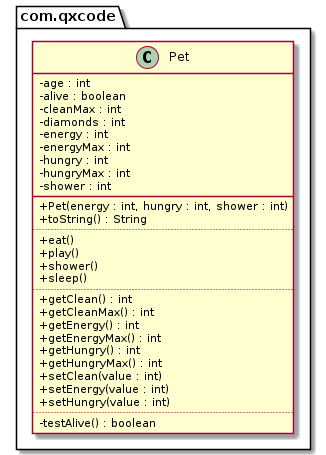 com.qxcode
C Pet
-age : int
-alive : boolean
-cleanMax : int
-diamonds : int
-energy : int
-energyMax : int
-hungry : int
-hungryMax : int
-shower : int
+Pet(energy : int, hungry : int, shower : int)
+toString() : String
+eat()
+play()
+shower()
+sleep()
+getClean() : int
+getCleanMax() : int
+getEnergy() : int
+getEnergyMax() : int
+getHungry() : int
+getHungryMax() : int
+setClean(value : int)
+setEnergy(value : int)
+setHungry(value : int)
-testAlive() : boolean